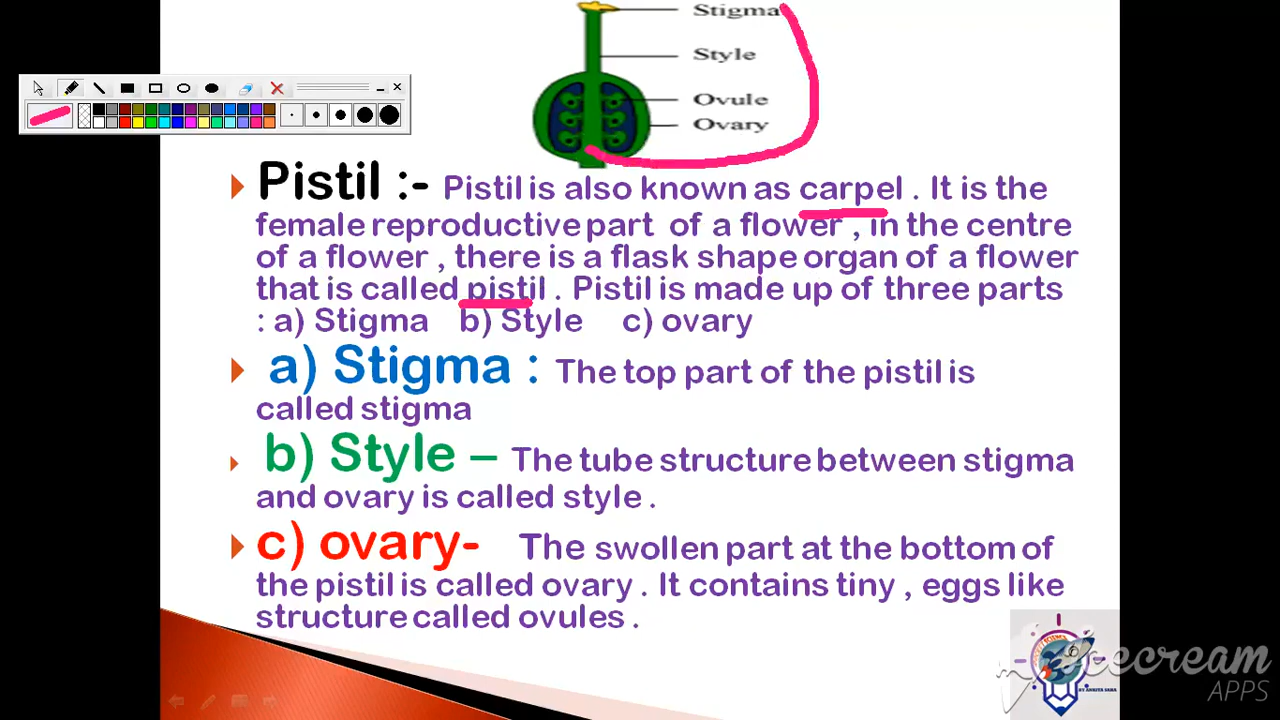 Stigma
Style
Ovule
Ovary
Pistil :- Pistil is also known as carpel . It is the
female reproductive part of a flower , in the centre
of a flower , there is a flask shape organ of a flower
that is called pistil . Pistil is made up of three parts
: a) Stigma b) Style c) ovary
a) Stigma : The top part of the pistil is
called stigma
b) Style – The tube structure between stigma
and ovary is called style .
c) ovary- The swollen part at the bottom of
the pistil is called ovary . It contains tiny , eggs like
structure called ovules .
Icecream
APPS